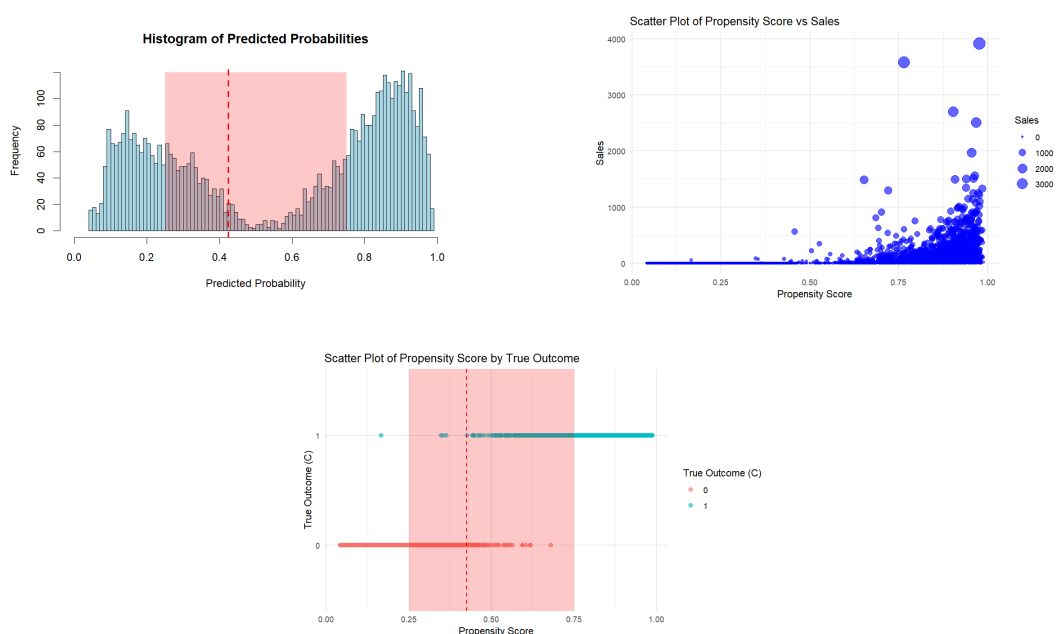 Histogram of Predicted Probabilities
Frequency
0 20 40 60 80 100
0.0 0.2 0.4 0.6 0.8 1.0
Predicted Probability
Scatter Plot of Propensity Score vs Sales
Sales
4000
3000
2000
1000
0
0.00 0.25 0.50 0.75 1.00
Propensity Score
Sales
0
1000
2000
3000
Scatter Plot of Propensity Score by True Outcome
True Outcome (C)
1
0
0.00 0.25 0.50 0.75 1.00
Propensity Score
True Outcome (C)
0
1